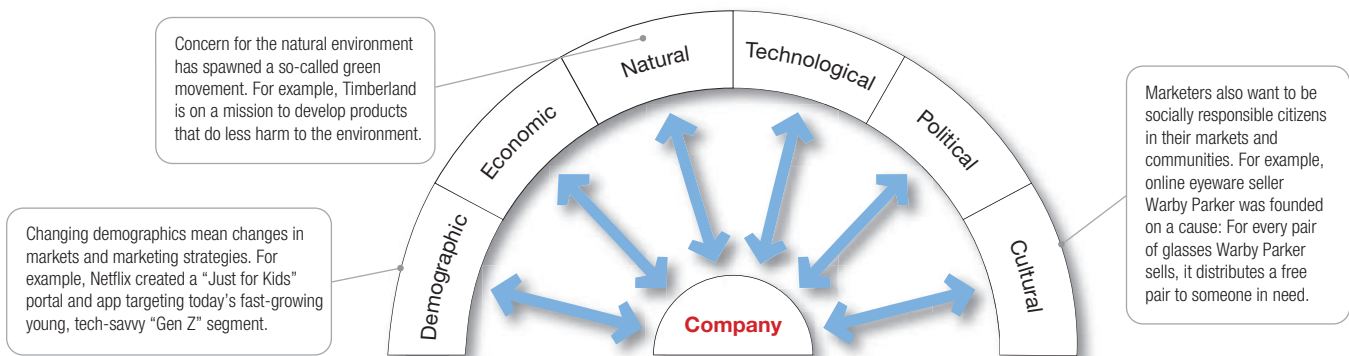 Concern for the natural environment
has spawned a so-called green
movement. For example, Timberland
is on a mission to develop products
that do less harm to the environment.
Changing demographics mean changes in
markets and marketing strategies. For
example, Netflix created a “Just for Kids”
portal and app targeting today’s fast-growing
young, tech-savvy “Gen Z” segment.
Demographic
Economic
Natural
Technological
Political
Cultural
Company
Marketers also want to be
socially responsible citizens
in their markets and
communities. For example,
online eyeware seller
Warby Parker was founded
on a cause: For every pair
of glasses Warby Parker
sells, it distributes a free
pair to someone in need.